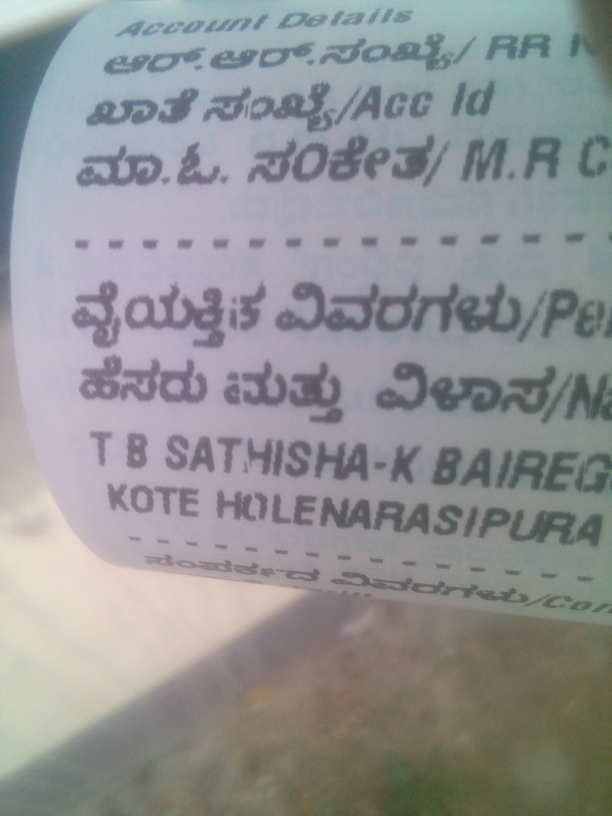 Account Details
ಆರ್.ಆರ್.ಸಂಖ್ಯೆ/ RR
ಖಾತೆ ಸಂಖ್ಯೆ/Acc Id
ಮಾ.ಓ. ಸಂಕೇತ/ M.R C
ವೈಯಕ್ತಿಕ ವಿವರಗಳು/Per
ಹೆಸರು ಮತ್ತು ವಿಳಾಸ/Na
T B SATHISHA-K BAIREG
KOTE HOLENARASIPURA
ಸಂಪರ್ಕದ ವಿವರಗಳು/Con